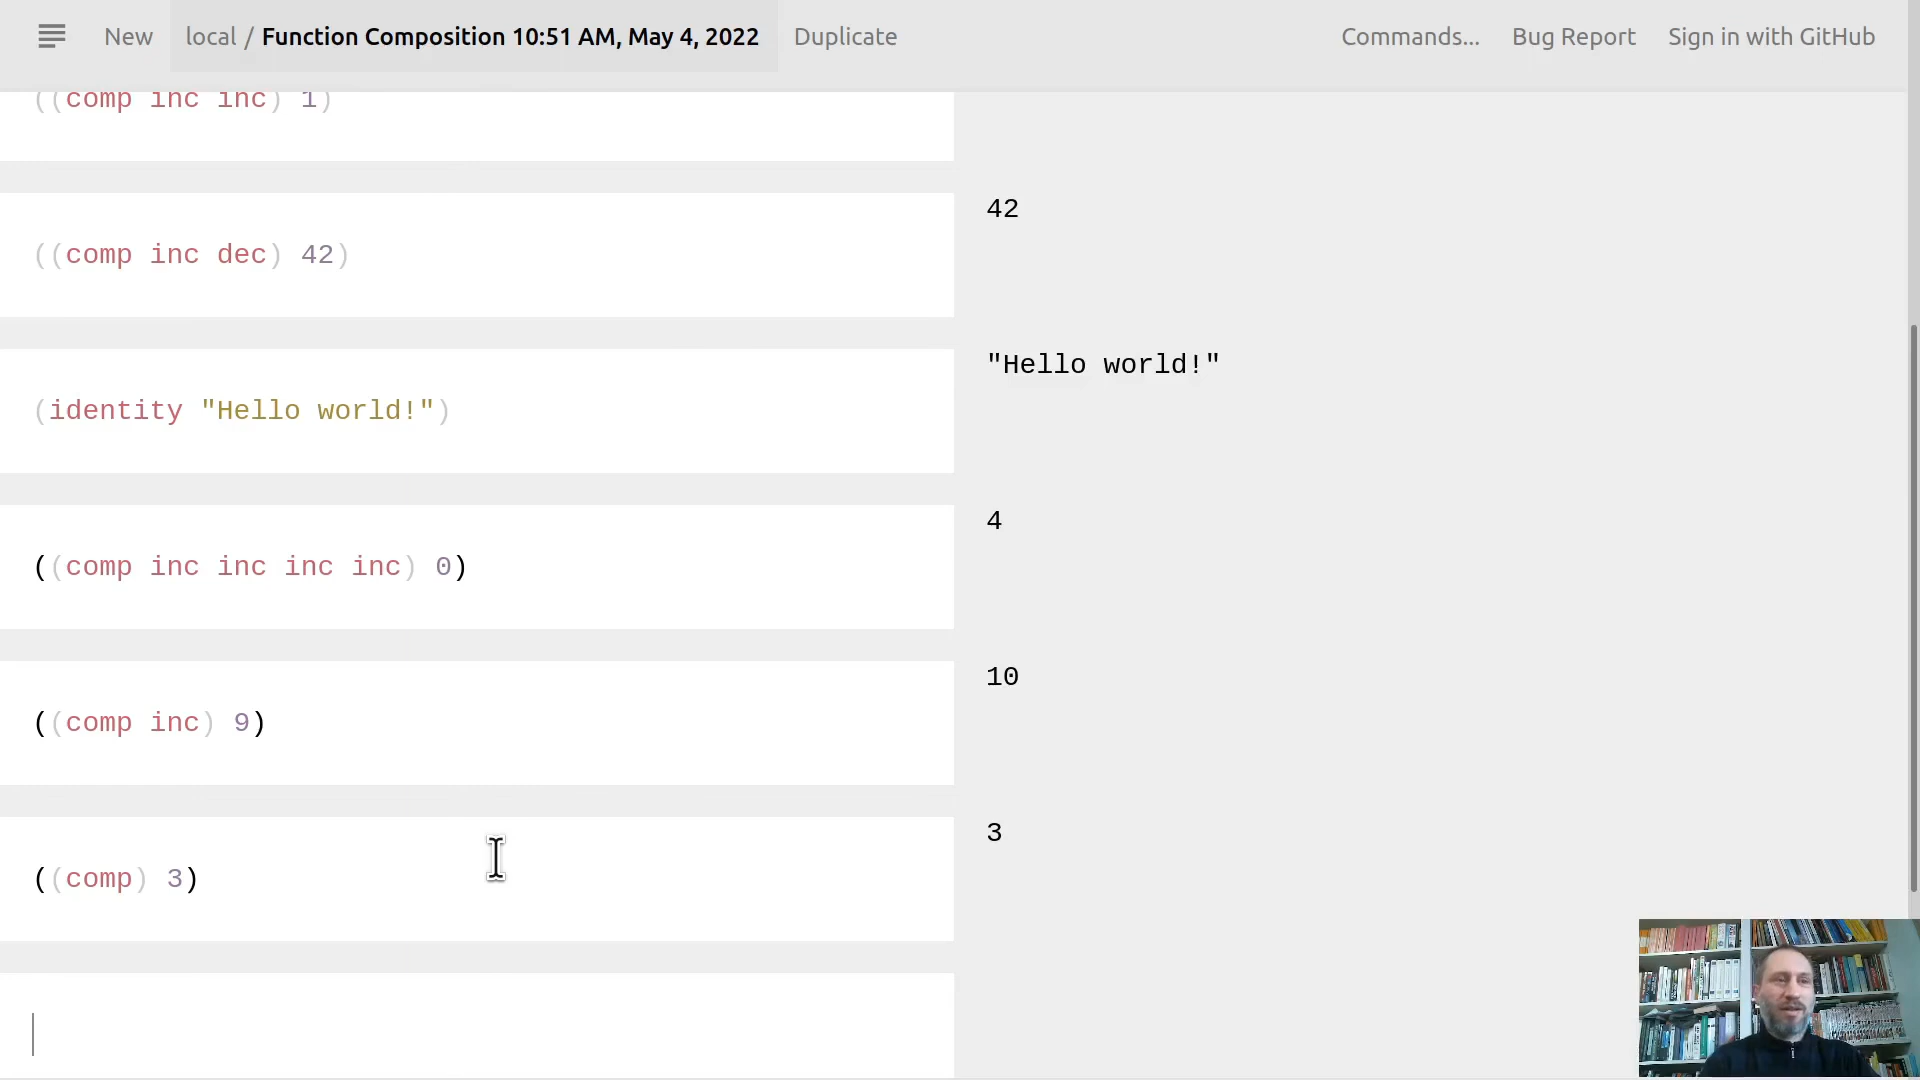 New local / Function Composition 10:51 AM, May 4, 2022 Duplicate Commands... Bug Report Sign in with GitHub
((comp inc inc) 1)
42
((comp inc dec) 42)
"Hello world!"
(identity "Hello world!")
4
((comp inc inc inc inc) 0)
10
((comp inc) 9)
3
((comp) 3)